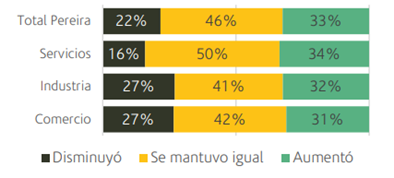 Total Pereira 22% 46% 33%
Servicios 16% 50% 34%
Industria 27% 41% 32%
Comercio 27% 42% 31%
Disminuyó Se mantuvo igual Aumentó